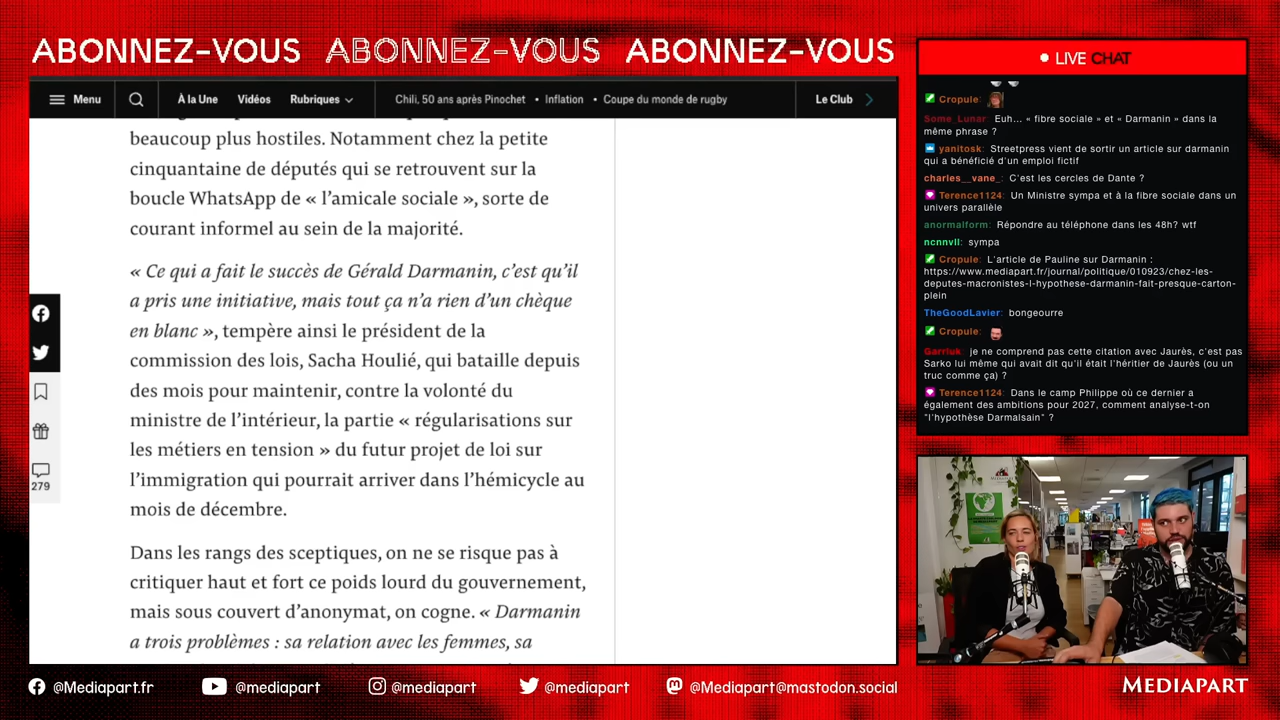 ABONNEZ-VOUS ABONNEZ-VOUS ABONNEZ-VOUS
Menu
À la Une Vidéos Rubriques
Chili, 50 ans après Pinochet • Inflation • Coupe du monde de rugby
Le Club
beaucoup plus hostiles. Notamment chez la petite
cinquantaine de députés qui se retrouvent sur la
boucle WhatsApp de « l’amicale sociale », sorte de
courant informel au sein de la majorité.
« Ce qui a fait le succès de Gérald Darmanin, c’est qu’il
a pris une initiative, mais tout ça n’a rien d’un chèque
en blanc », tempère ainsi le président de la
commission des lois, Sacha Houlié, qui bataille depuis
des mois pour maintenir, contre la volonté du
ministre de l’intérieur, la partie « régularisations sur
les métiers en tension » du futur projet de loi sur
l’immigration qui pourrait arriver dans l’hémicycle au
mois de décembre.
Dans les rangs des sceptiques, on ne se risque pas à
critiquer haut et fort ce poids lourd du gouvernement,
mais sous couvert d’anonymat, on cogne. « Darmanin
a trois problèmes : sa relation avec les femmes, sa
279
LIVE CHAT
Cropule:
Some_Lunar: Euh... « fibre sociale » et « Darmanin » dans la
même phrase ?
yanitosk: Streetpress vient de sortir un article sur darmanin
qui a bénéficié d'un emploi fictif
charles__vane_: C'est les cercles de Dante ?
Terence1124: Un Ministre sympa et à la fibre sociale dans un
univers parallèle
anormalform: Répondre au téléphone dans les 48h? wtf
ncnnvll: sympa
Cropule: L'article de Pauline sur Darmanin :
https://www.mediapart.fr/journal/politique/010923/chez-les-
deputes-macronistes-l-hypothese-darmanin-fait-presque-carton-
plein
TheGoodLavier: bongeourre
Cropule:
Garriuk: je ne comprend pas cette citation avec Jaurès, c'est pas
Sarko lui même qui avait dit qu'il était l'héritier de Jaurès (ou un
truc comme ça) ?
Terence1124: Dans le camp Philippe où ce dernier a
également des ambitions pour 2027, comment analyse-t-on
"l'hypothèse Darmalsain" ?
@Mediapart.fr @mediapart @mediapart @mediapart @Mediapart@mastodon.social
MEDIAPART